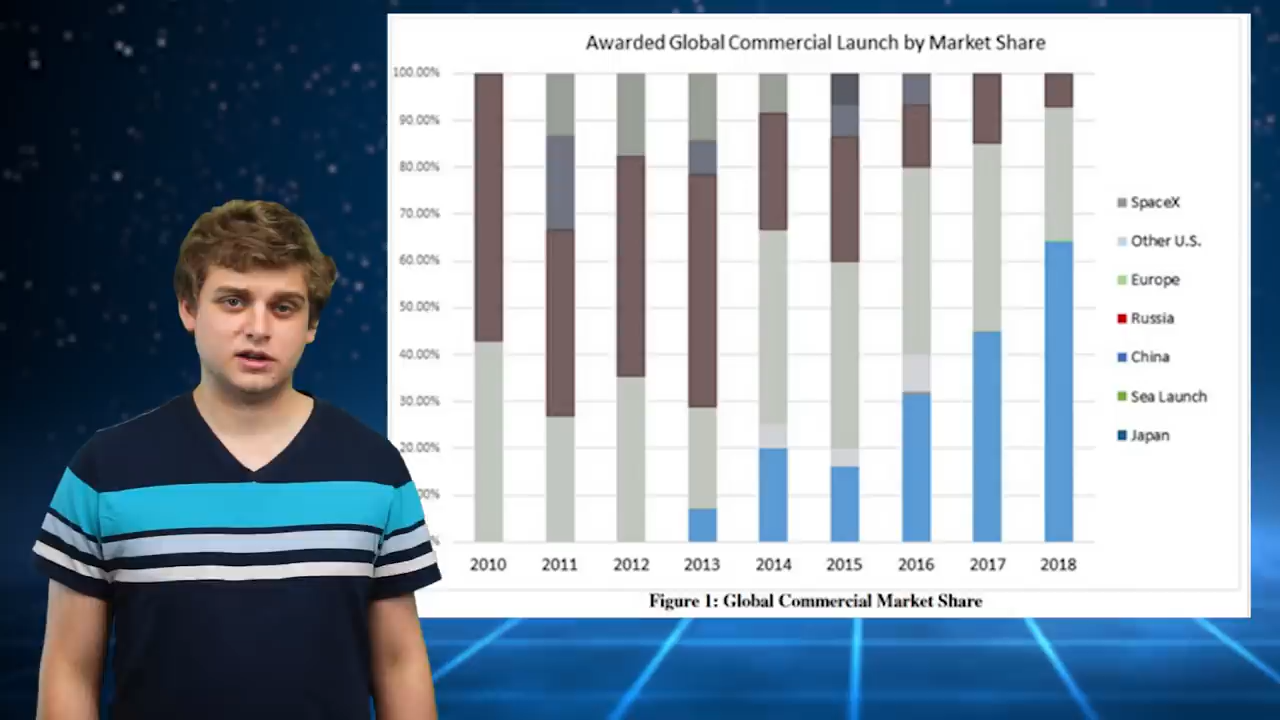 Awarded Global Commercial Launch by Market Share
100.00%
90.00%
80.00%
70.00%
60.00%
50.00%
40.00%
30.00%
20.00%
00%
%
2010 2011 2012 2013 2014 2015 2016 2017 2018
SpaceX
Other U.S.
Europe
Russia
China
Sea Launch
Japan
Figure 1: Global Commercial Market Share